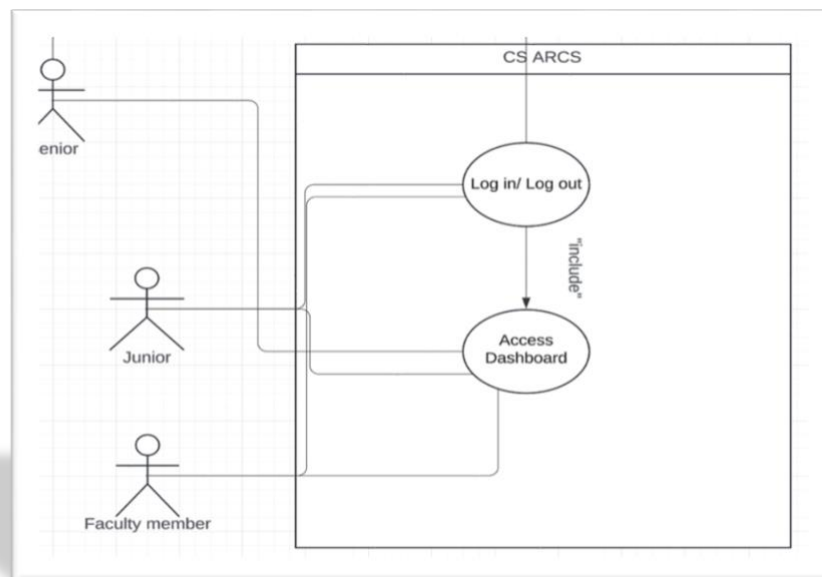 CS ARCS
enior
Log in/ Log out
"include"
Junior
Access
Dashboard
Faculty member